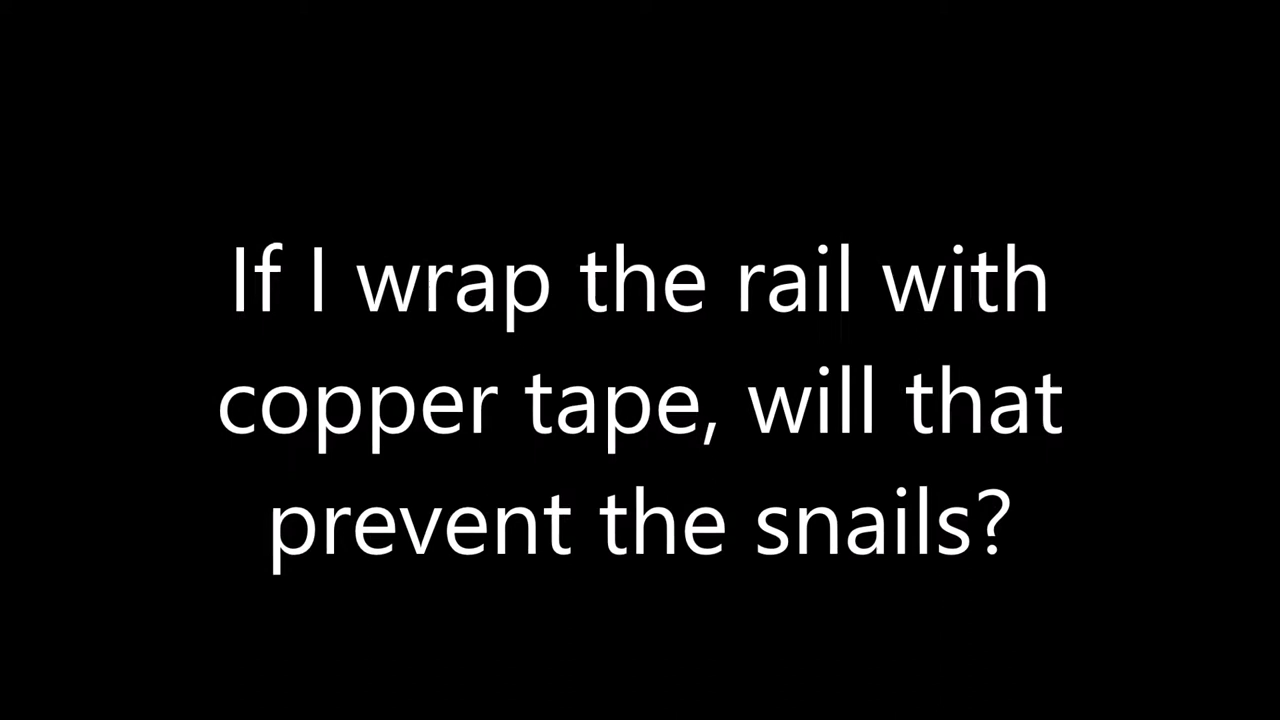 If I wrap the rail with
copper tape, will that
prevent the snails?